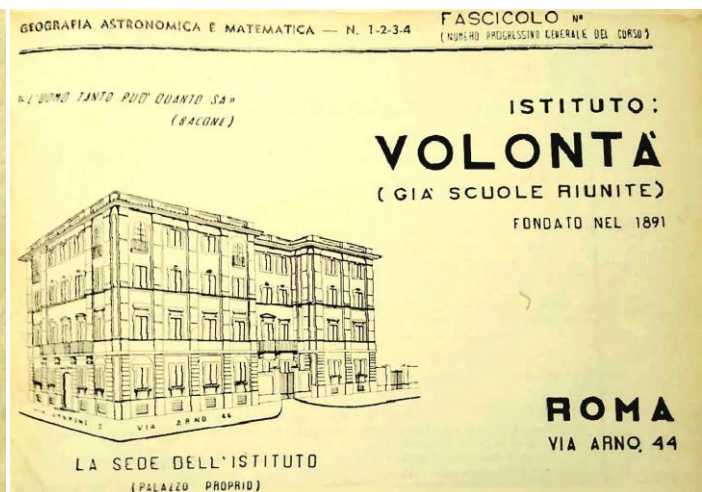 GEOGRAFIA ASTRONOMICA E MATEMATICA — N. 1-2-3-4
FASCICOLO Nº
(NUMERO PROGRESSIVO GENERALE DEL CORSO)
«L'UOMO TANTO PUO' QUANTO SA»
(BACONE)
ISTITUTO:
VOLONTÀ
(GIA' SCUOLE RIUNITE)
FONDATO NEL 1891
VIA ARNO 44
ROMA
VIA ARNO, 44
LA SEDE DELL'ISTITUTO
(PALAZZO PROPRIO)